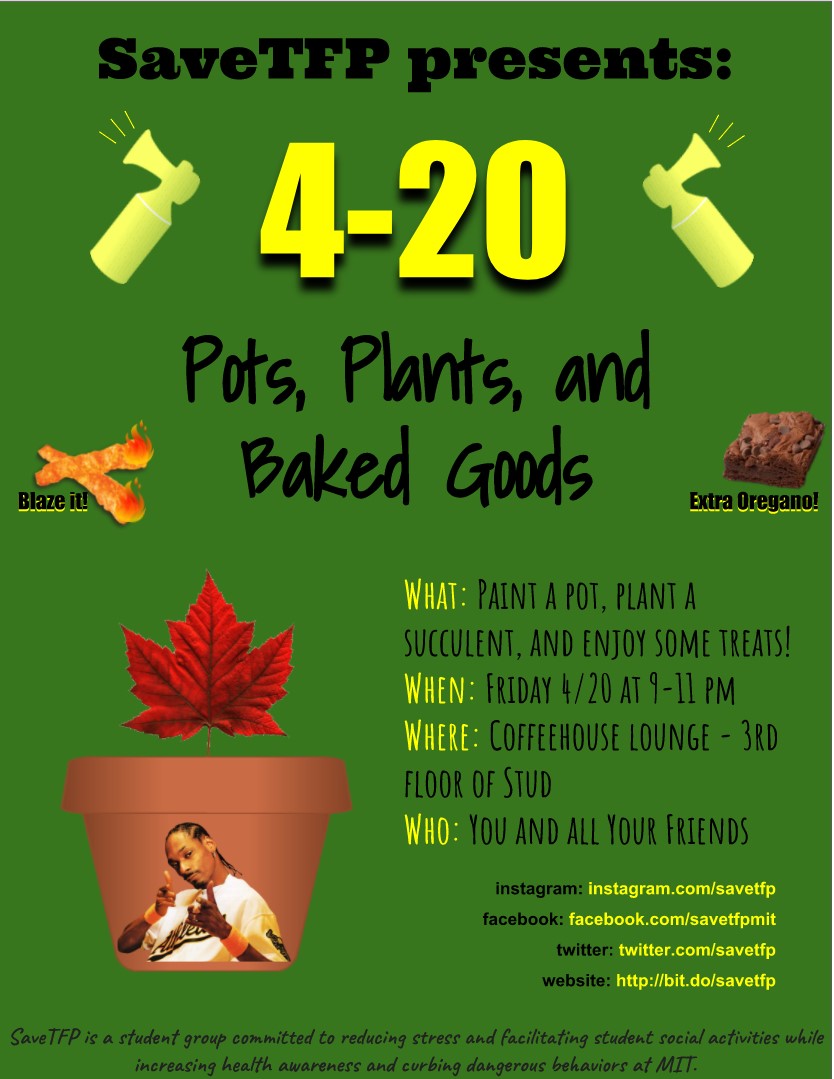 SaveTFP presents:
4-20
Pots, Plants, and
Baked Goods
Blaze it!
Extra Oregano!
What: Paint a pot, plant a
succulent, and enjoy some treats!
When: Friday 4/20 at 9-11 pm
Where: Coffeehouse lounge - 3rd
floor of Stud
Who: You and all Your Friends
instagram: instagram.com/savetfp
facebook: facebook.com/savetfpmit
twitter: twitter.com/savetfp
website: http://bit.do/savetfp
SaveTFP is a student group committed to reducing stress and facilitating student social activities while
increasing health awareness and curbing dangerous behaviors at MIT.